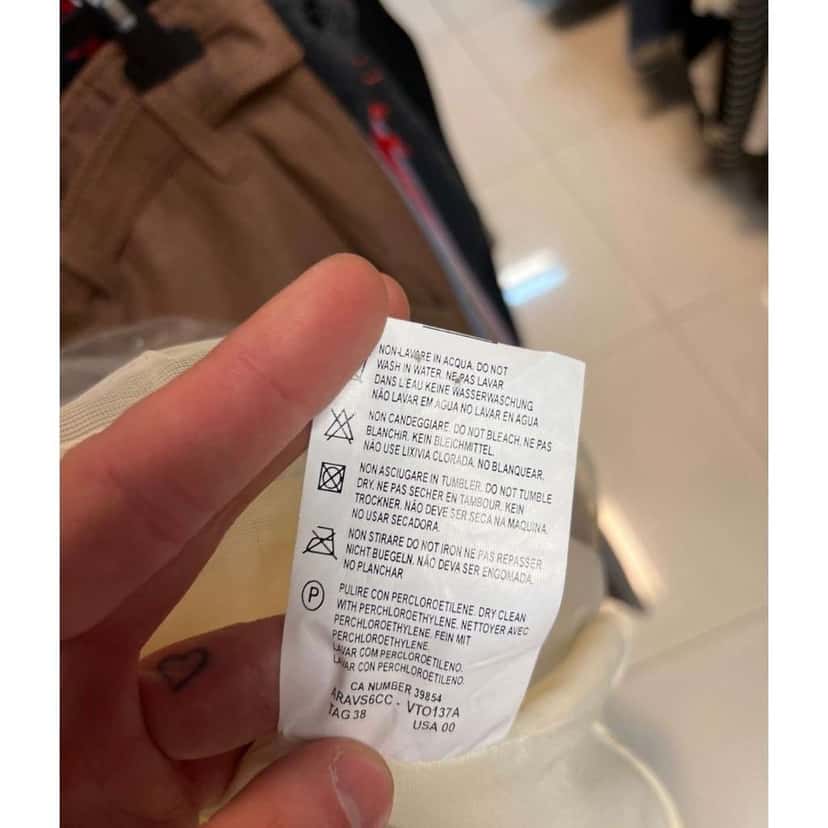 NON-LAVARE IN ACQUA. DO NOT
WASH IN WATER. NE PAS LAVAR
DANS L'EAU KEINE WASSERWASCHUNG
NÃO LAVAR EM AGUA NO LAVAR EN AGUA
NON CANDEGGIARE. DO NOT BLEACH. NE PAS
BLANCHIR. KEIN BLEICHMITTEL.
NÃO USE LIXIVIA CLORADA. NO BLANQUEAR.
NON ASCIUGARE IN TUMBLER. DO NOT TUMBLE
DRY. NE PAS SECHER EN TAMBOUR. KEIN
TROCKNER. NÃO DEVE SER SECA NA MAQUINA.
NO USAR SECADORA.
NON STIRARE DO NOT IRON NE PAS REPASSER.
NICHT BUEGELN. NÃO DEVA SER ENGOMADA.
NO PLANCHAR
P
PULIRE CON PERCLOROETILENE. DRY CLEAN
WITH PERCHLOROETHYLENE. NETTOYER AVEC
PERCHLOROETHYLENE. FEIN MIT
PERCHLOROETHYLENE.
LAVAR COM PERCLOROETILENO.
LAVAR CON PERCHLOROETILENO.
CA NUMBER 39854
ARAVS6CC - VTO137A
TAG 38 USA 00